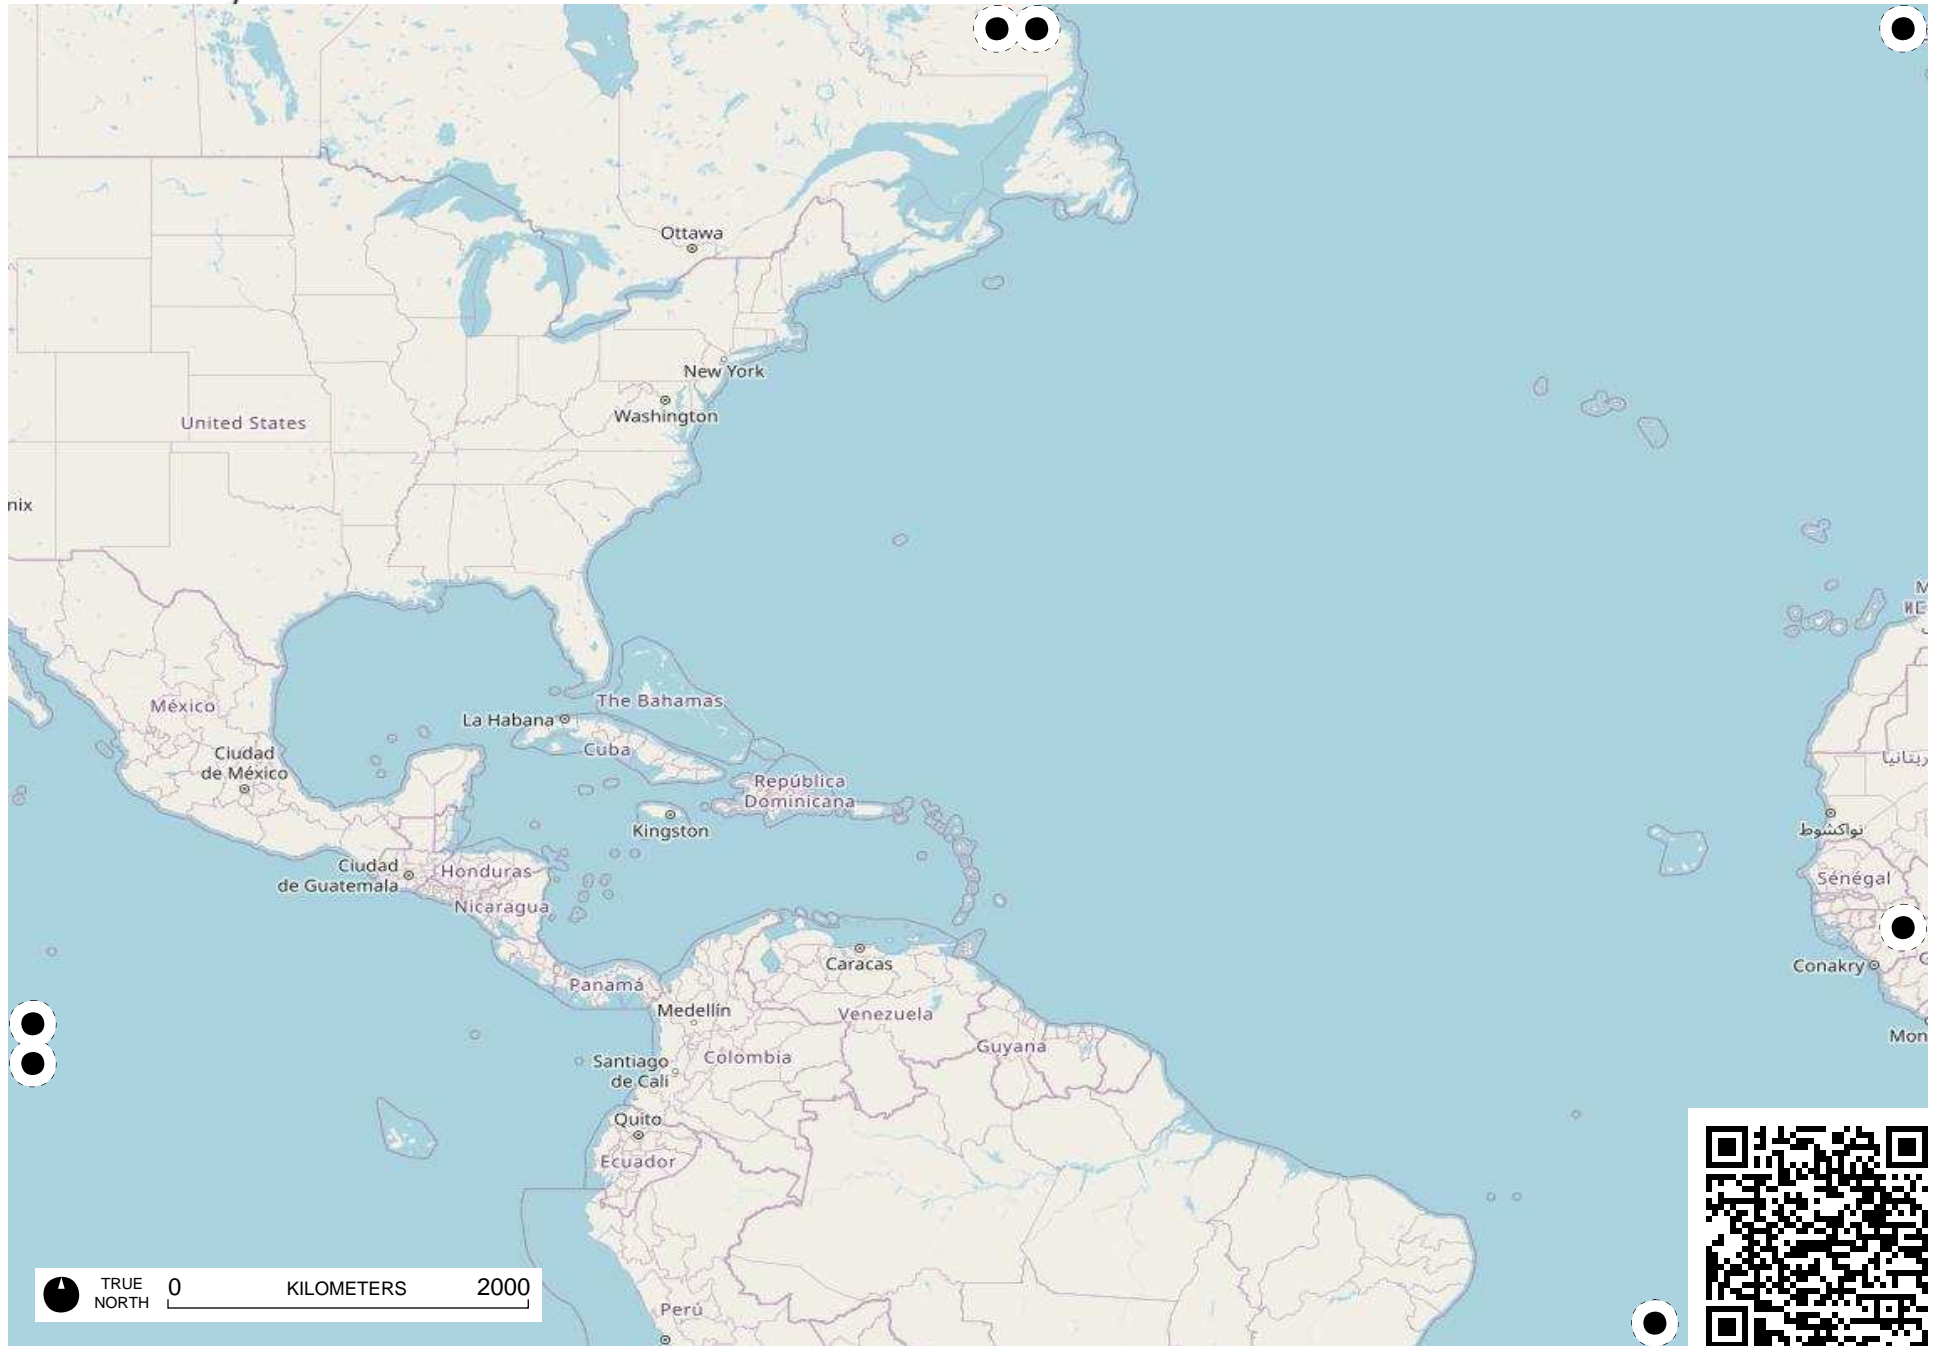 Ottawa
New York
Washington
United States
nix
México
Ciudad
de México
La Habana
The Bahamas
Cuba
República
Dominicana
Kingston
Ciudad
de Guatemala
Honduras
Nicaragua
نواكشوط
Sénégal
Conakry
Caracas
Panamá
Medellín
Venezuela
Guyana
Mon
Santiago
de Cali
Colombia
Quito
Ecuador
Perú
TRUE
NORTH
0
KILOMETERS
2000